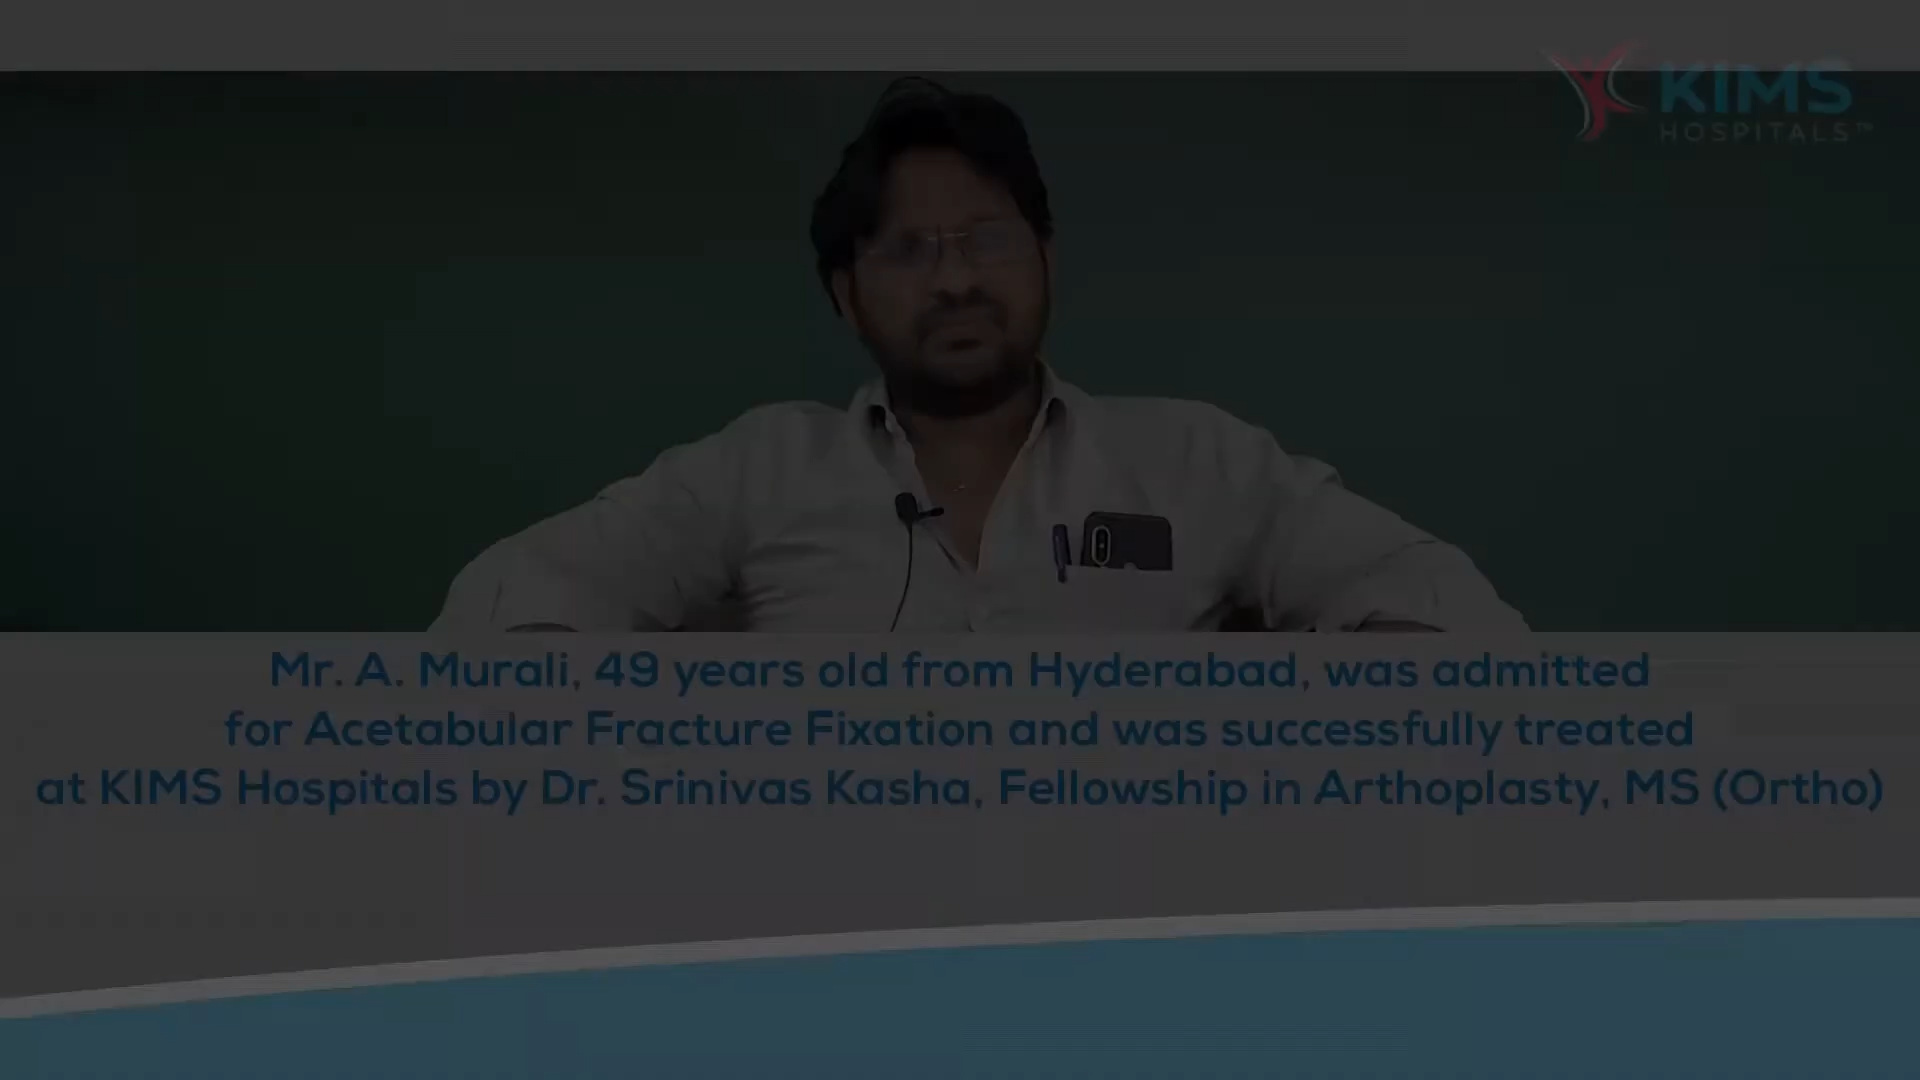 KIMS
HOSPITALS™
Mr. A. Murali, 49 years old from Hyderabad, was admitted
for Acetabular Fracture Fixation and was successfully treated
at KIMS Hospitals by Dr. Srinivas Kasha, Fellowship in Arthoplasty, MS (Ortho)